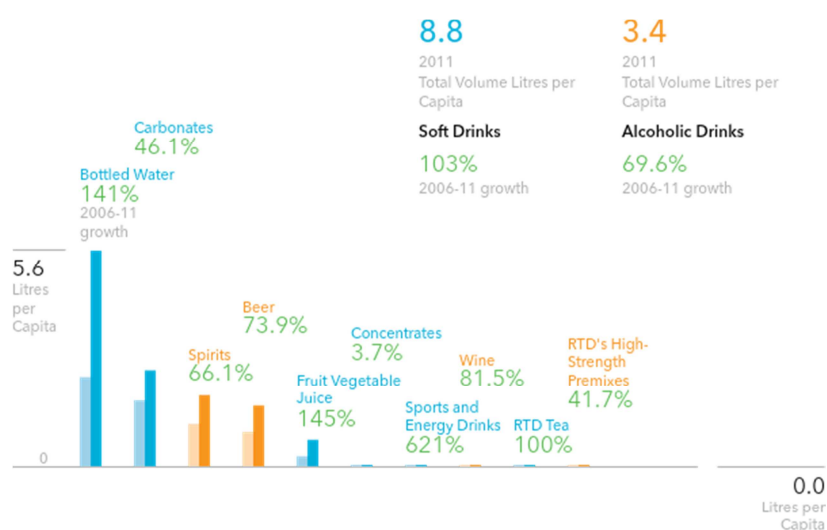 8.8
2011
Total Volume Litres per
Capita
Soft Drinks
103%
2006-11 growth
3.4
2011
Total Volume Litres per
Capita
Alcoholic Drinks
69.6%
2006-11 growth
Carbonates
46.1%
Bottled Water
141%
2006-11
growth
5.6
Litres
per
Capita
Beer
73.9%
Spirits
66.1%
Concentrates
3.7%
Fruit Vegetable
Juice
145%
Wine
81.5%
Sports and
Energy Drinks
621%
RTD Tea
100%
RTD's High-
Strength
Premixes
41.7%
0
0.0
Litres per
Capita